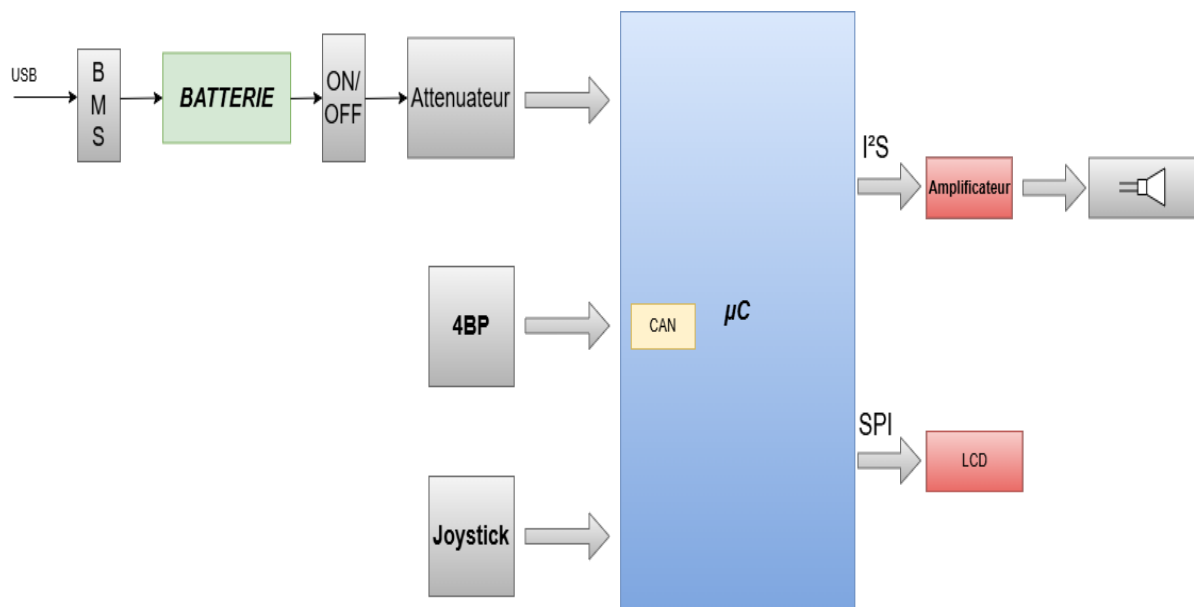 USB
B
M
S
BATTERIE
ON/
OFF
Attenuateur
I²S
Amplificateur
4BP
CAN
µC
SPI
LCD
Joystick